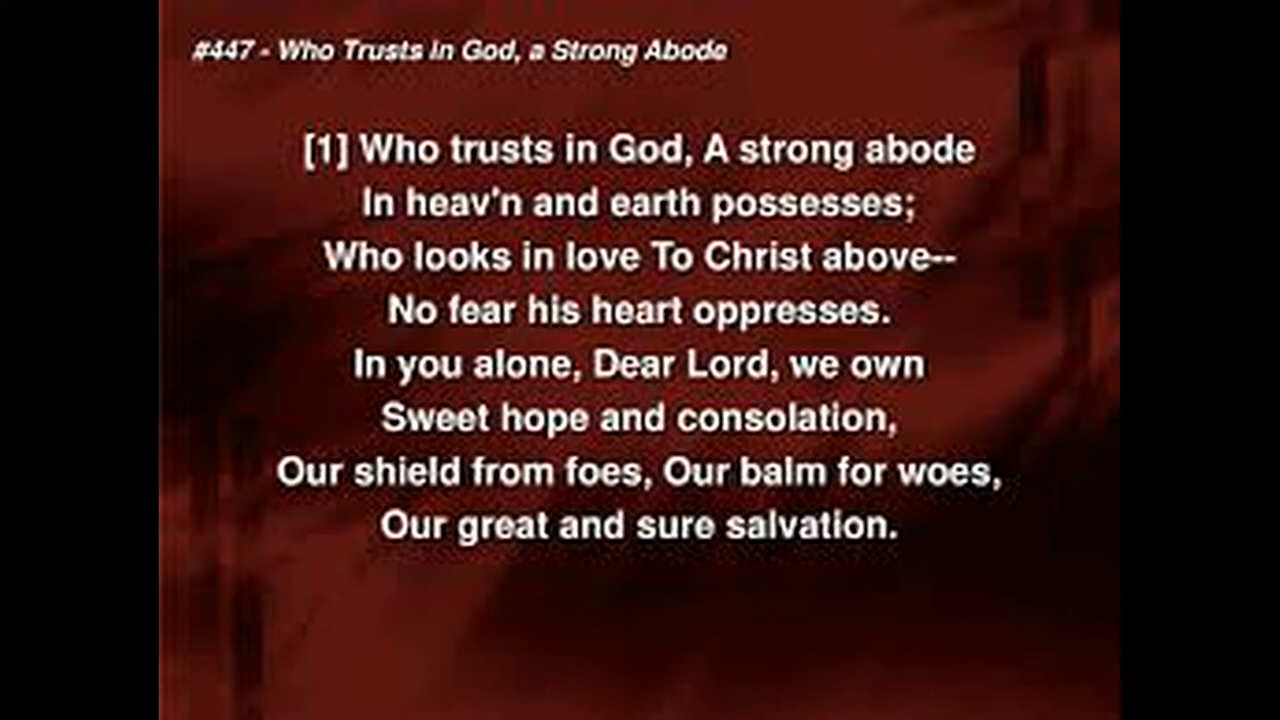 #447 - Who Trusts in God, a Strong Abode
[1] Who trusts in God, A strong abode
In heav'n and earth possesses;
Who looks in love To Christ above--
No fear his heart oppresses.
In you alone, Dear Lord, we own
Sweet hope and consolation,
Our shield from foes, Our balm for woes,
Our great and sure salvation.